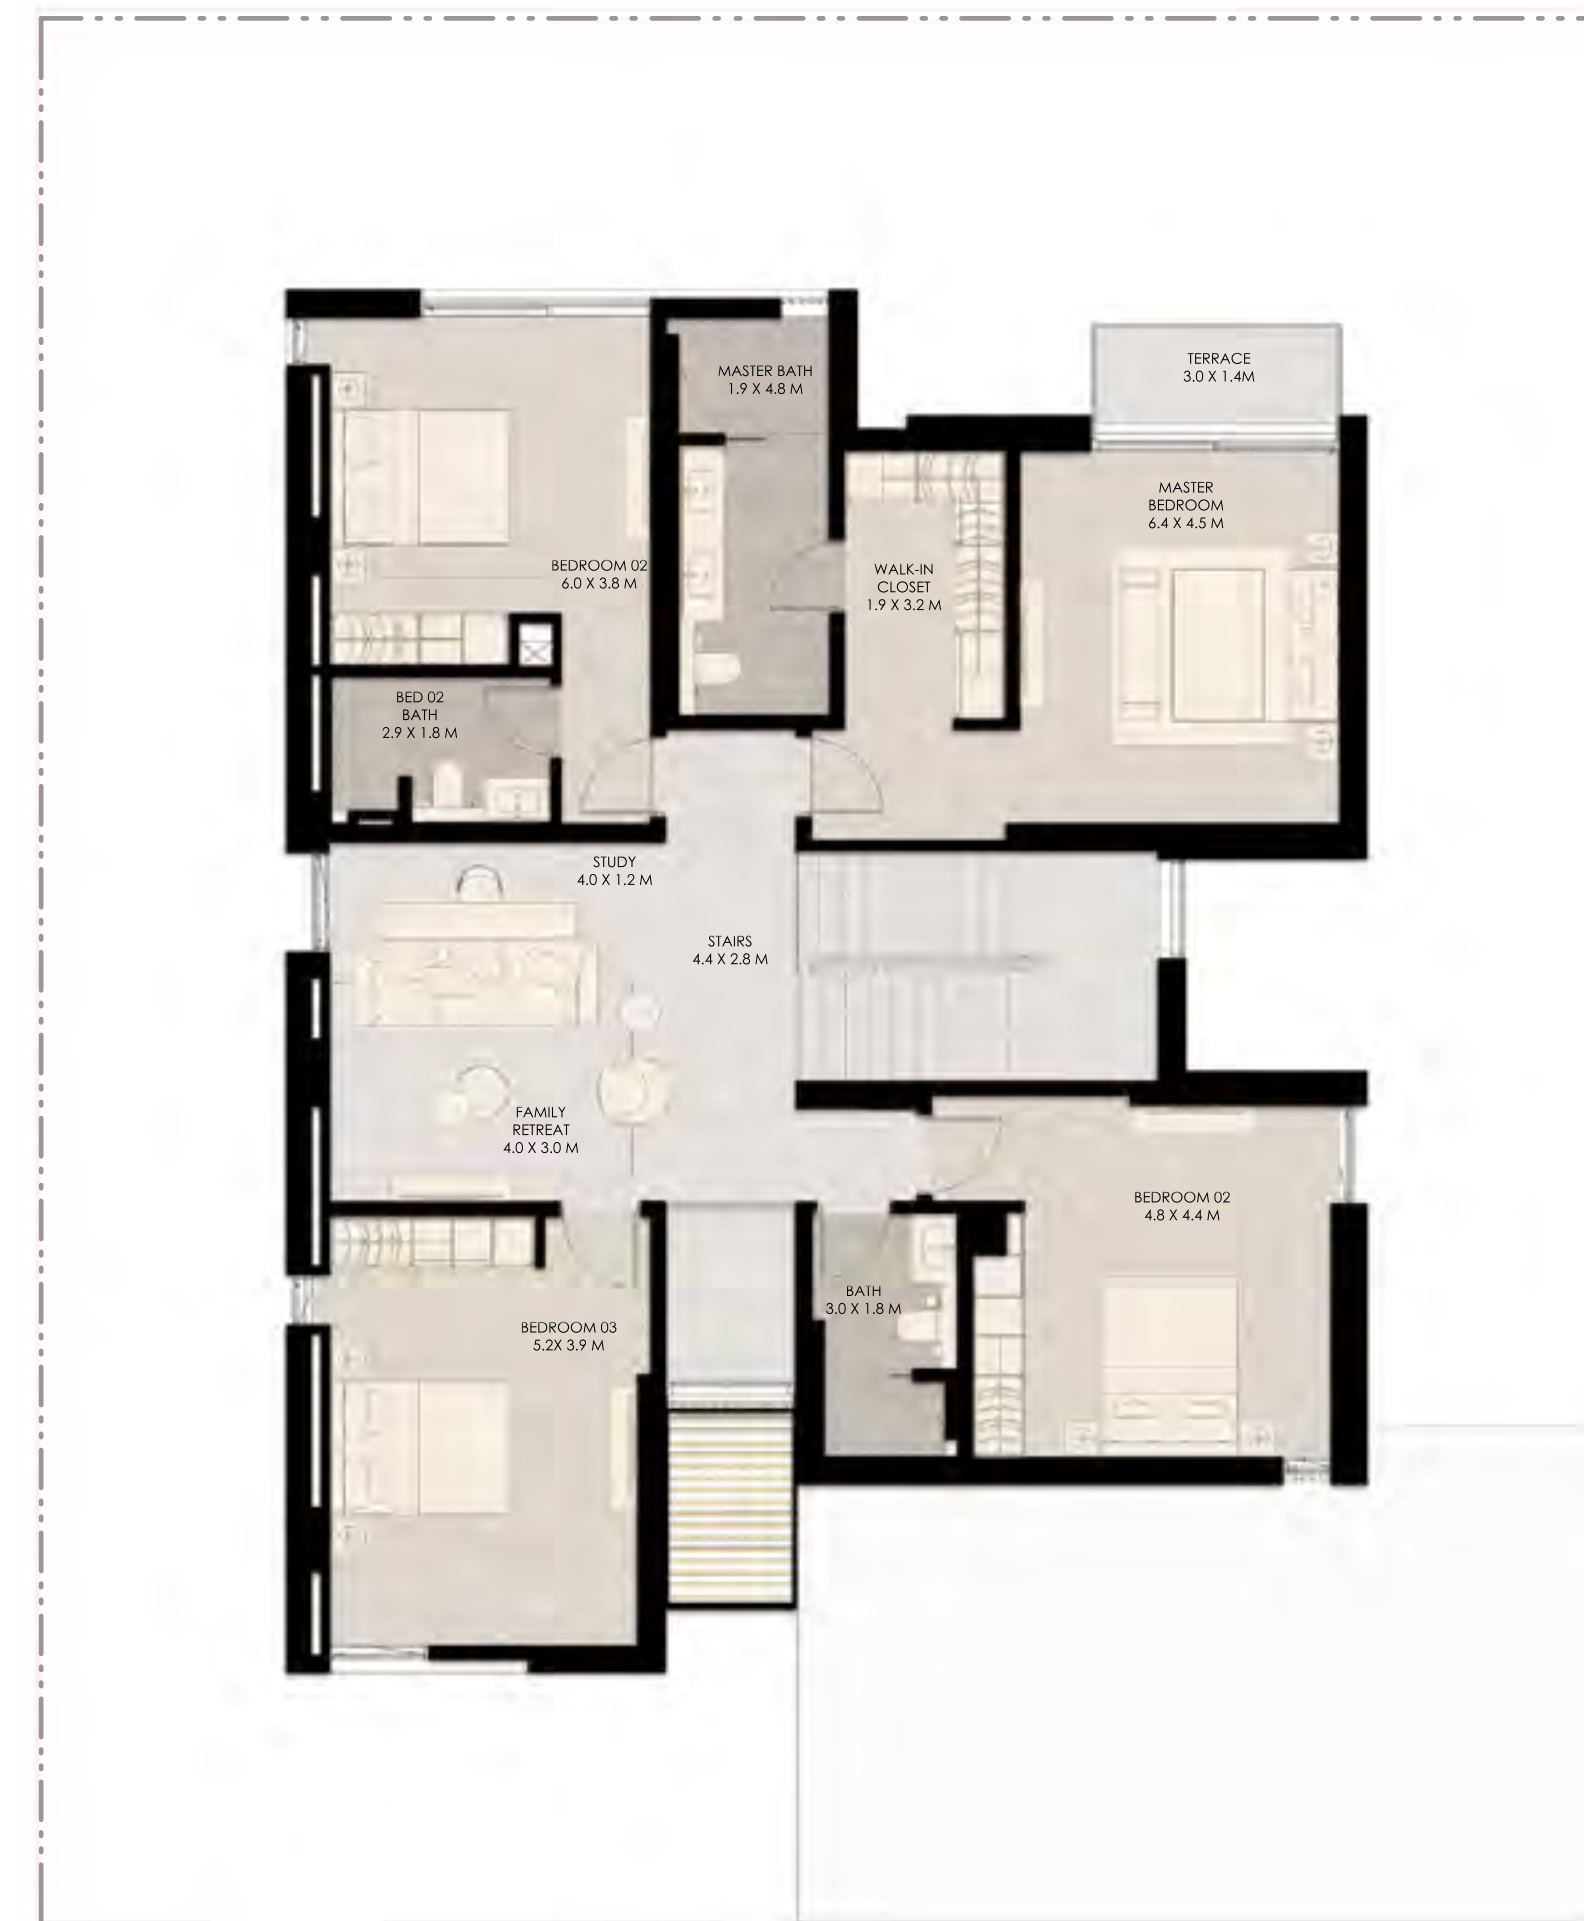 TERRACE
3.0 X 1.4M
MASTER BATH
1.9 X 4.8 M
MASTER
BEDROOM
6.4 X 4.5 M
BEDROOM 02
6.0 X 3.8 M
WALK-IN
CLOSET
1.9 X 3.2 M
BED 02
BATH
2.9 X 1.8 M
STUDY
4.0 X 1.2 M
STAIRS
4.4 X 2.8 M
FAMILY
RETREAT
4.0 X 3.0 M
BEDROOM 02
4.8 X 4.4 M
BATH
3.0 X 1.8 M
BEDROOM 03
5.2X 3.9 M